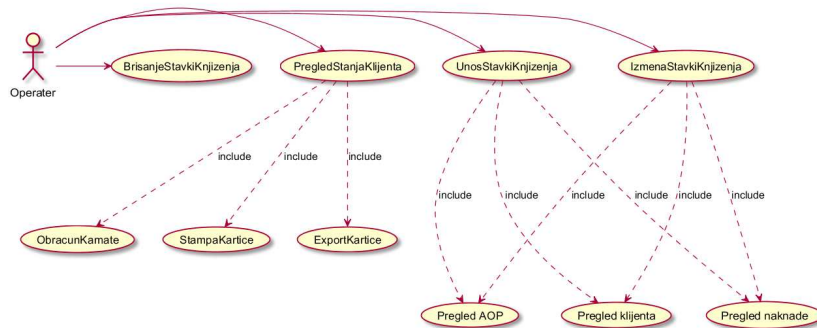 Operater
BrisanjeStavkiKnjizenja
PregledStanjaKlijenta
UnosStavkiKnjizenja
IzmenaStavkiKnjizenja
include
include
include
include
include
include
include
include
include
ObracunKamate
StampaKartice
ExportKartice
Pregled AOP
Pregled klijenta
Pregled naknade